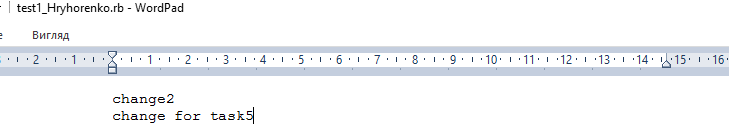 test1_Hryhorenko.rb - WordPad
Вигляд
2 1 1 2 3 4 5 6 7 8 9 10 11 12 13 14 15 16
change2
change for task5